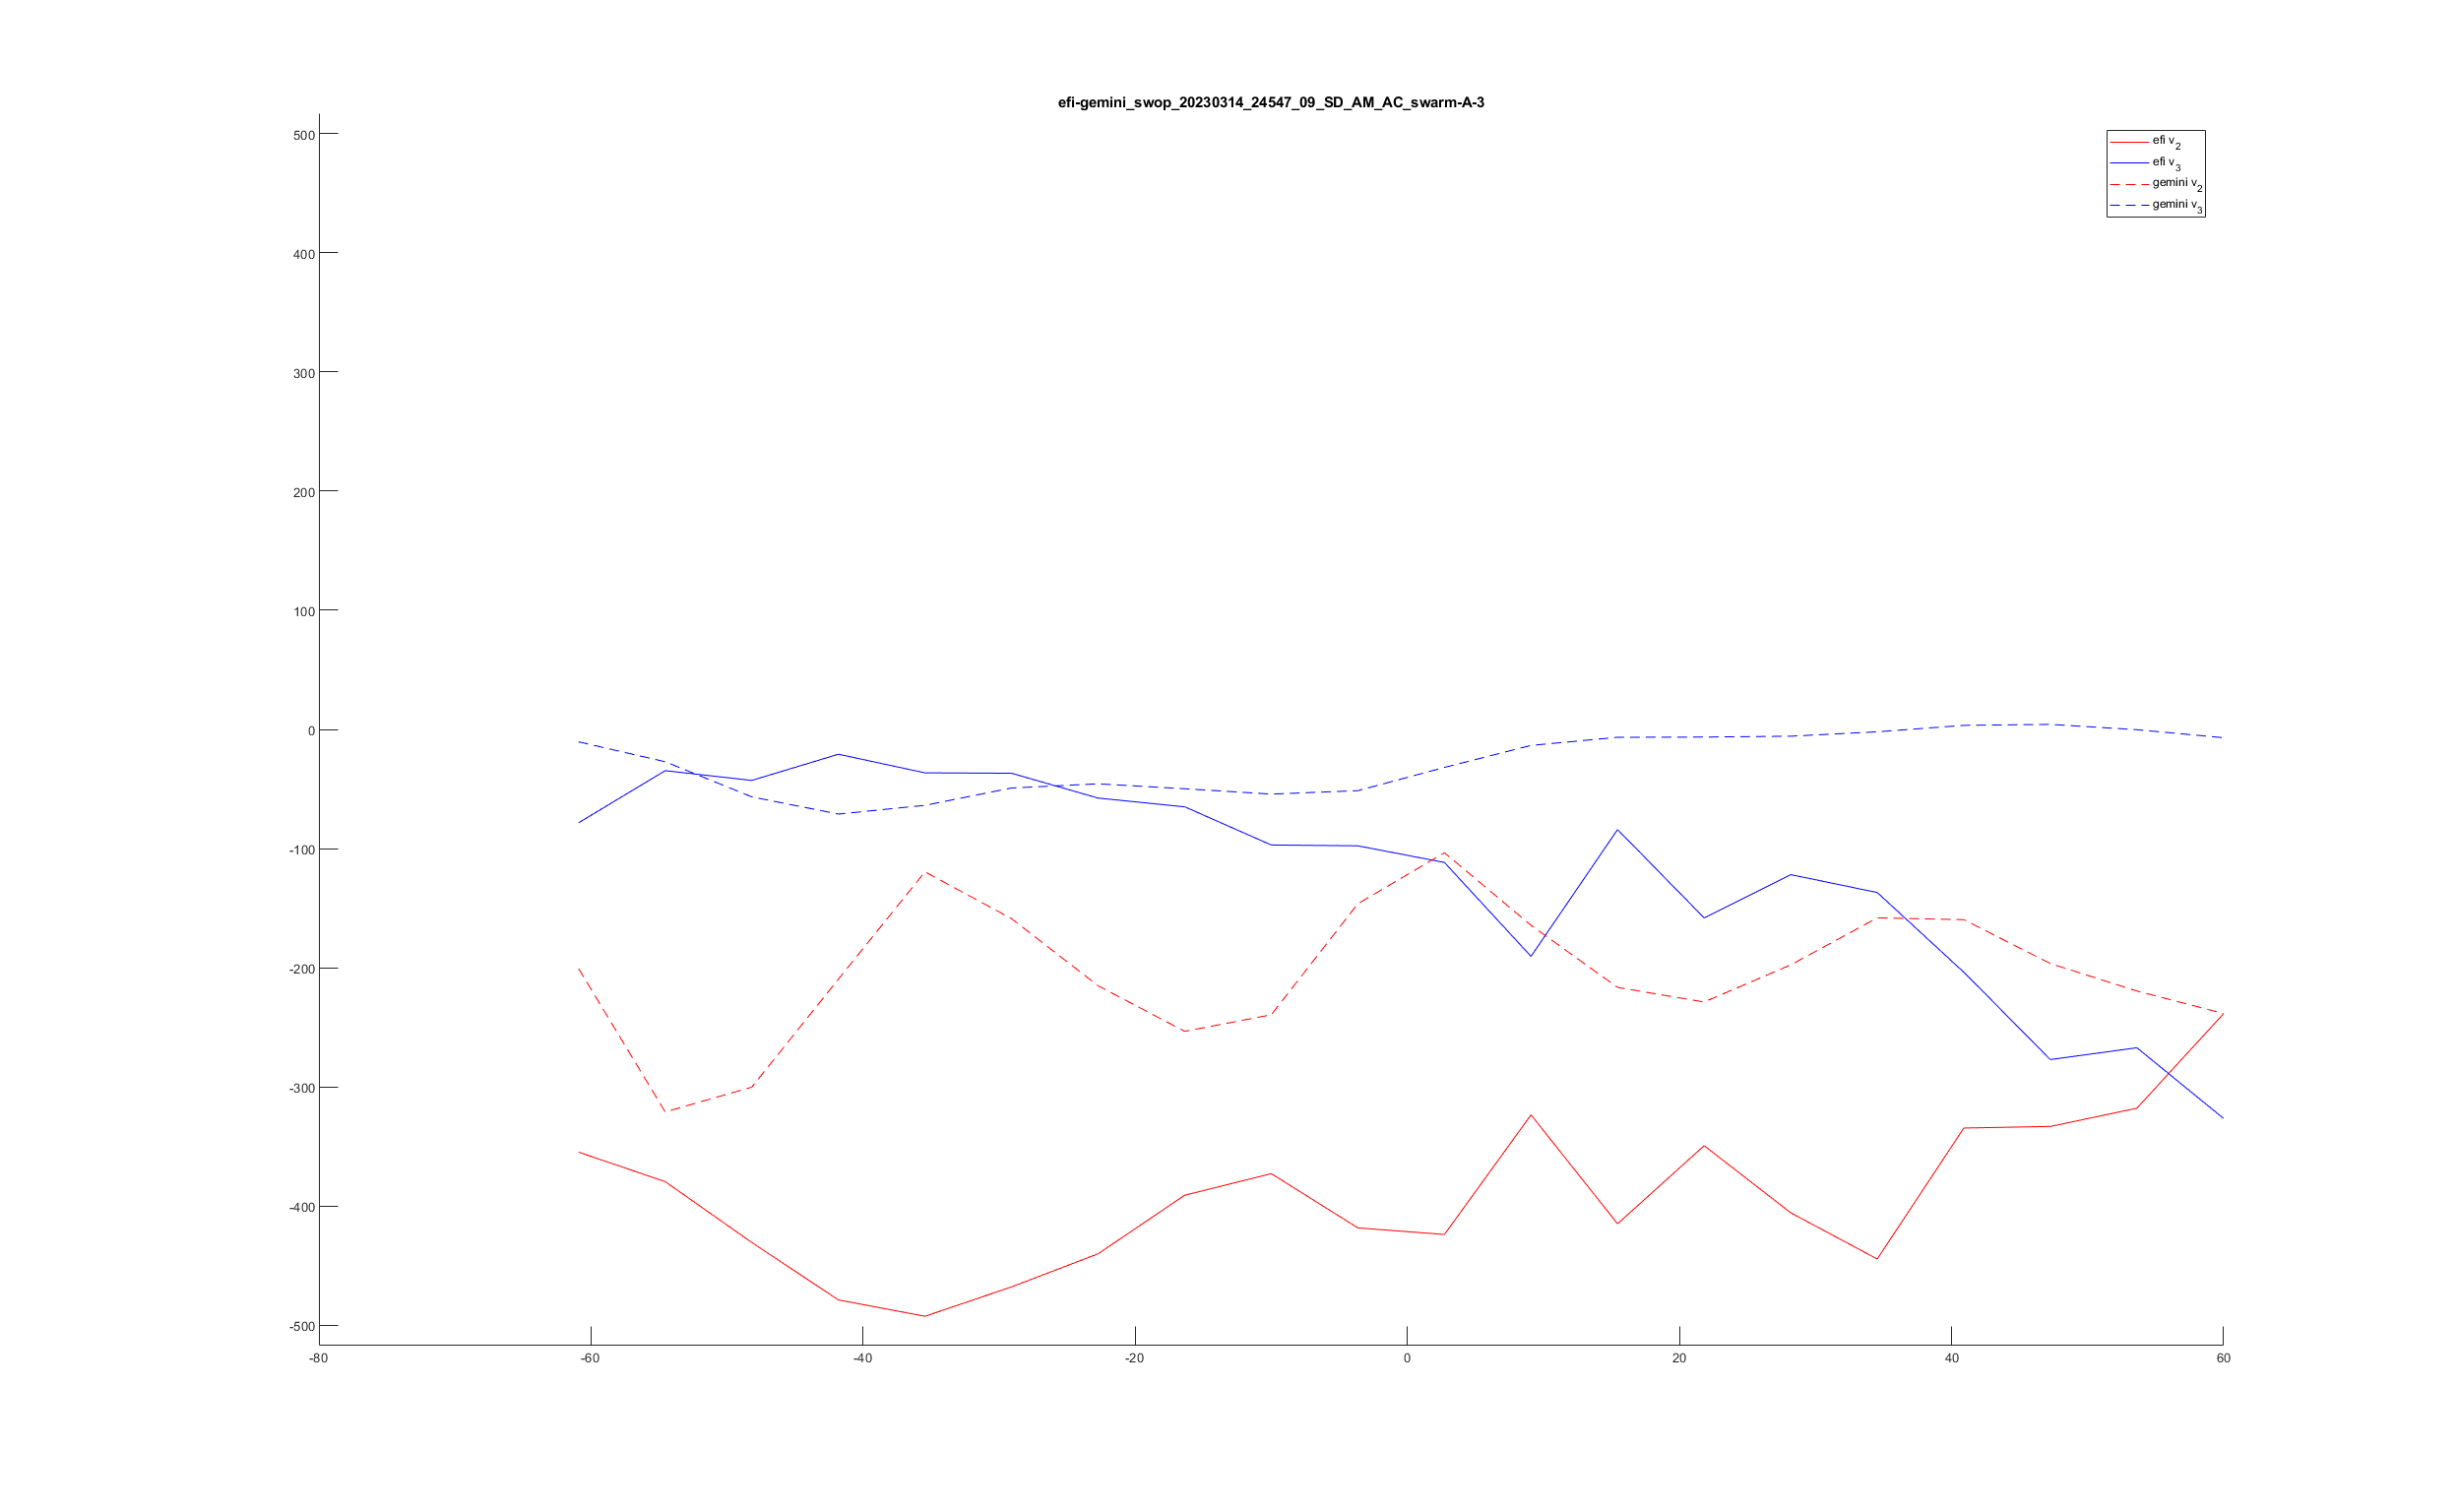 efi-gemini_swop_20230314_24547_09_SD_AM_AC_swarm-A-3
500
400
300
200
100
0
-100
-200
-300
-400
-500
-80 -60 -40 -20 0 20 40 60
efi v2
efi v3
gemini v2
gemini v3